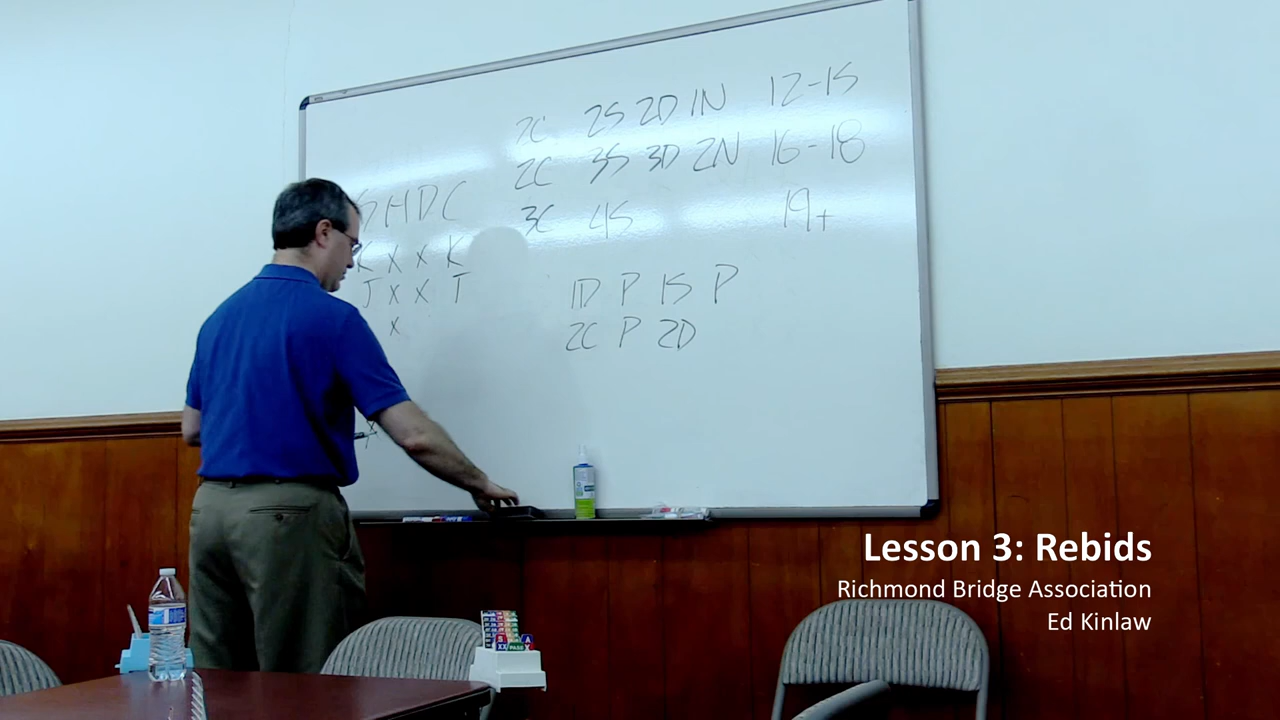 2C 2S 2D 1N 12-15
2C 3S 3D 2N 16-18
3C 4S 19+
S H D C
K x x K
J x x T
x
1D P 1S P
2C P 2D
Lesson 3: Rebids
Richmond Bridge Association
Ed Kinlaw
PASS